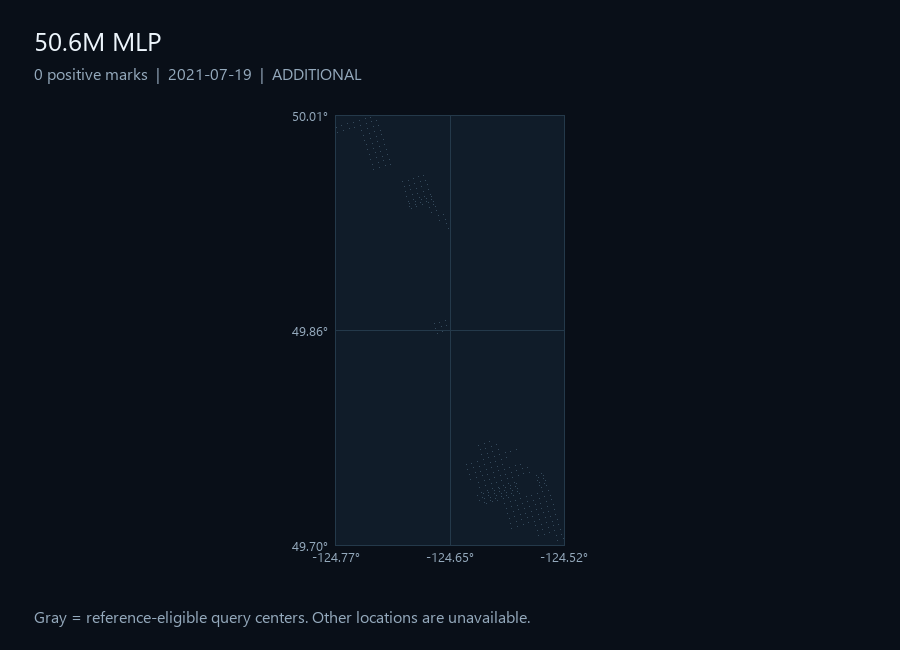 50.6M MLP
0 positive marks | 2021-07-19 | ADDITIONAL
50.01°
49.86°
49.70°
-124.77° -124.65° -124.52°
Gray = reference-eligible query centers. Other locations are unavailable.